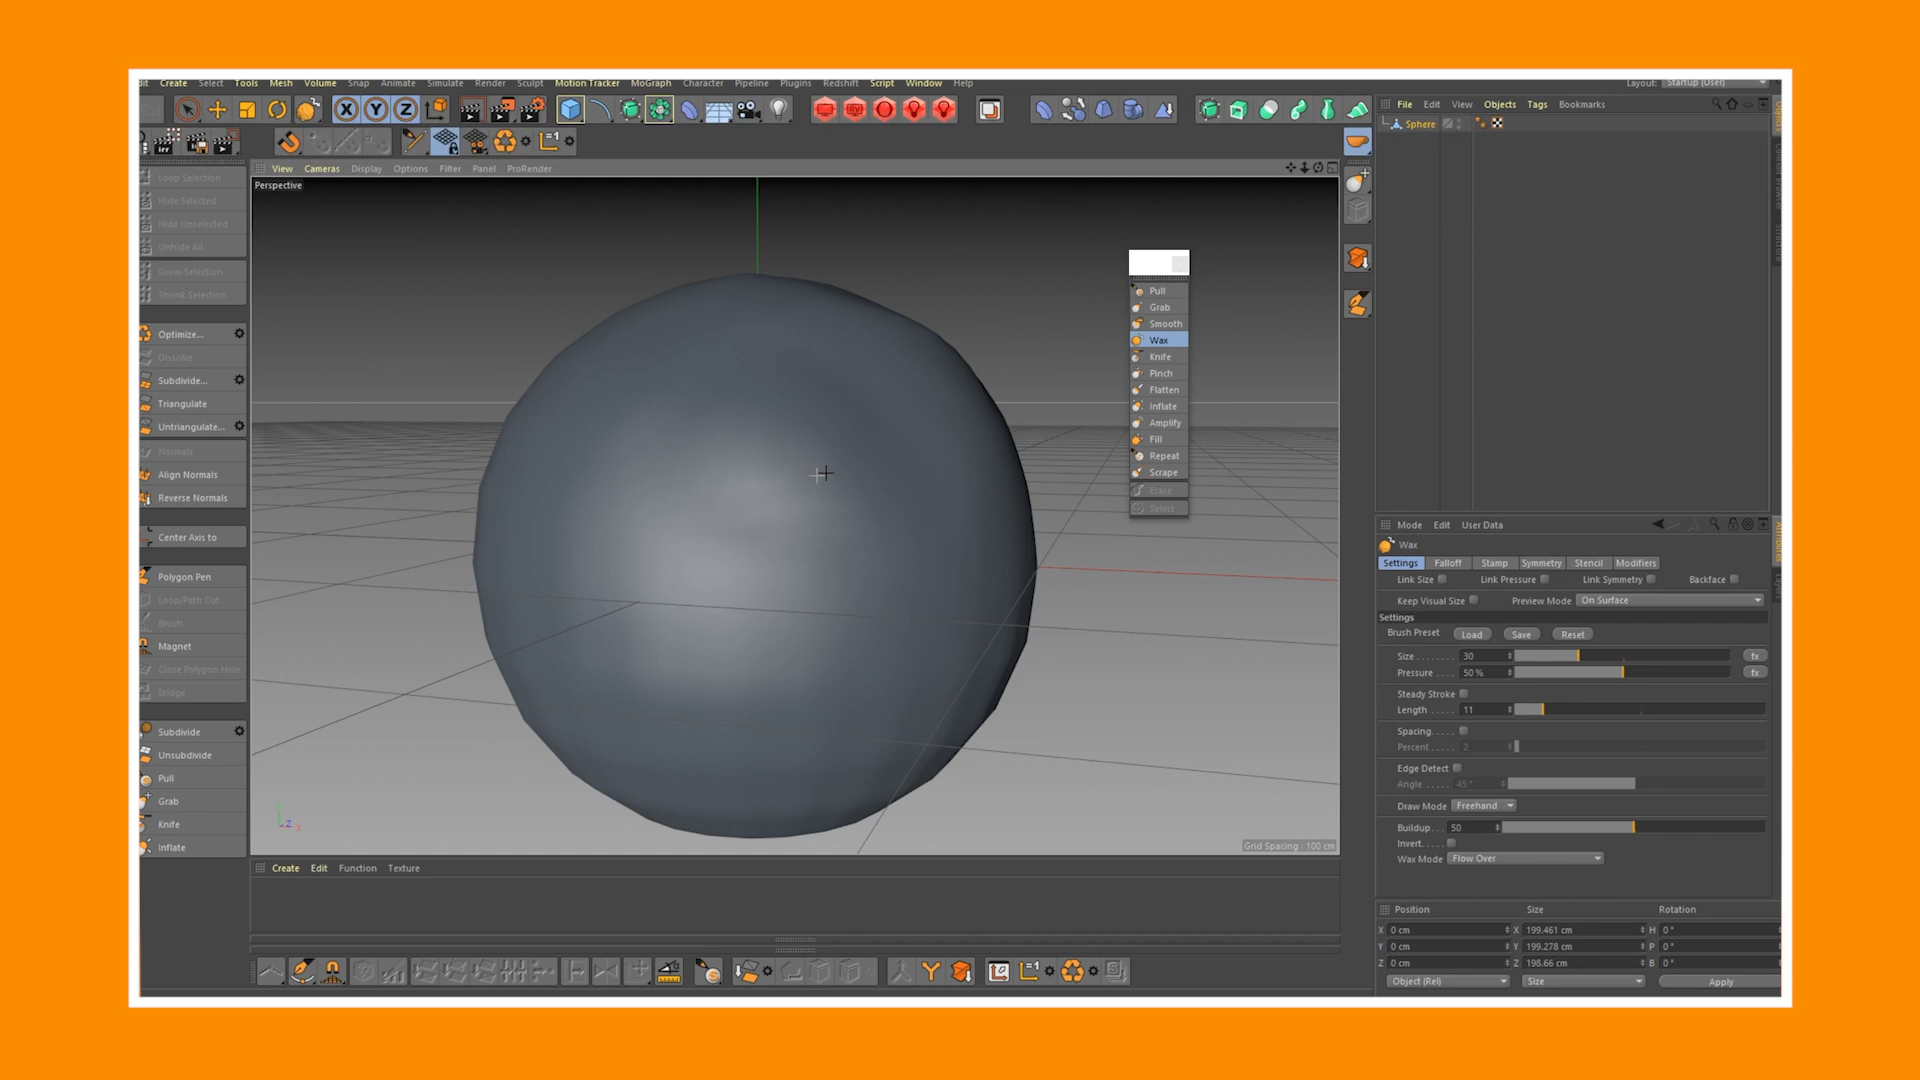 Create Select Tools Mesh Volume Snap Animate Simulate Render Sculpt Motion Tracker MoGraph Character Pipeline Plugins Redshift Script Window Help
Layout: Startup (User)
File Edit View Objects Tags Bookmarks
Sphere
View Cameras Display Options Filter Panel ProRender
Perspective
Loop Selection
Hide Selected
Hide Unselected
Unhide All
Grow Selection
Shrink Selection
Optimize...
Dissolve
Subdivide...
Triangulate
Untriangulate...
Normals
Align Normals
Reverse Normals
Center Axis to
Polygon Pen
Loop/Path Cut
Brush
Magnet
Close Polygon Hole
Bridge
Subdivide
Unsubdivide
Pull
Grab
Knife
Inflate
Pull
Grab
Smooth
Wax
Knife
Pinch
Flatten
Inflate
Amplify
Fill
Repeat
Scrape
Erase
Select
Z X
Grid Spacing : 100 cm
Create Edit Function Texture
Mode Edit User Data
Wax
Settings Falloff Stamp Symmetry Stencil Modifiers
Link Size Link Pressure Link Symmetry Backface
Keep Visual Size Preview Mode On Surface
Settings
Brush Preset Load Save Reset
Size . . . . . . . . 30 fx
Pressure . . . . 50 % fx
Steady Stroke
Length . . . . . 11
Spacing. . . . .
Percent . . . . 2
Edge Detect
Angle . . . . . 45 °
Draw Mode Freehand
Buildup. . . 50
Invert. . . . .
Wax Mode Flow Over
Position Size Rotation
X 0 cm X 199.461 cm H 0 °
Y 0 cm Y 199.278 cm P 0 °
Z 0 cm Z 198.66 cm B 0 °
Object (Rel) Size Apply